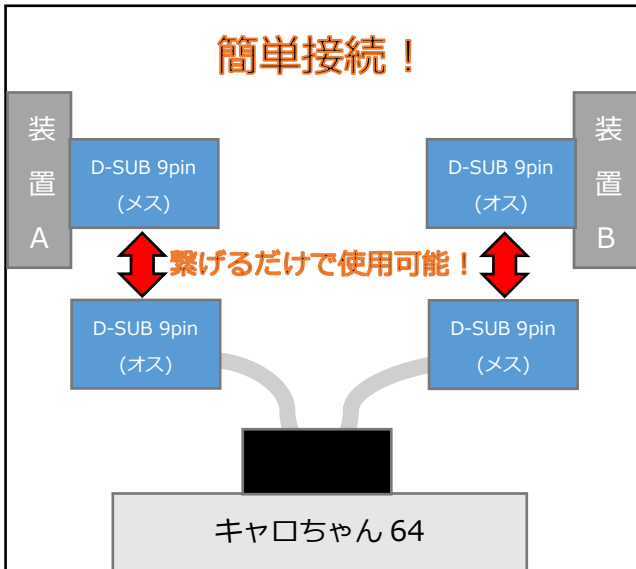 簡単接続！
装置A
D-SUB 9pin
(メス)
D-SUB 9pin
(オス)
装置B
繋げるだけで使用可能！
D-SUB 9pin
(オス)
D-SUB 9pin
(メス)
キャロちゃん 64